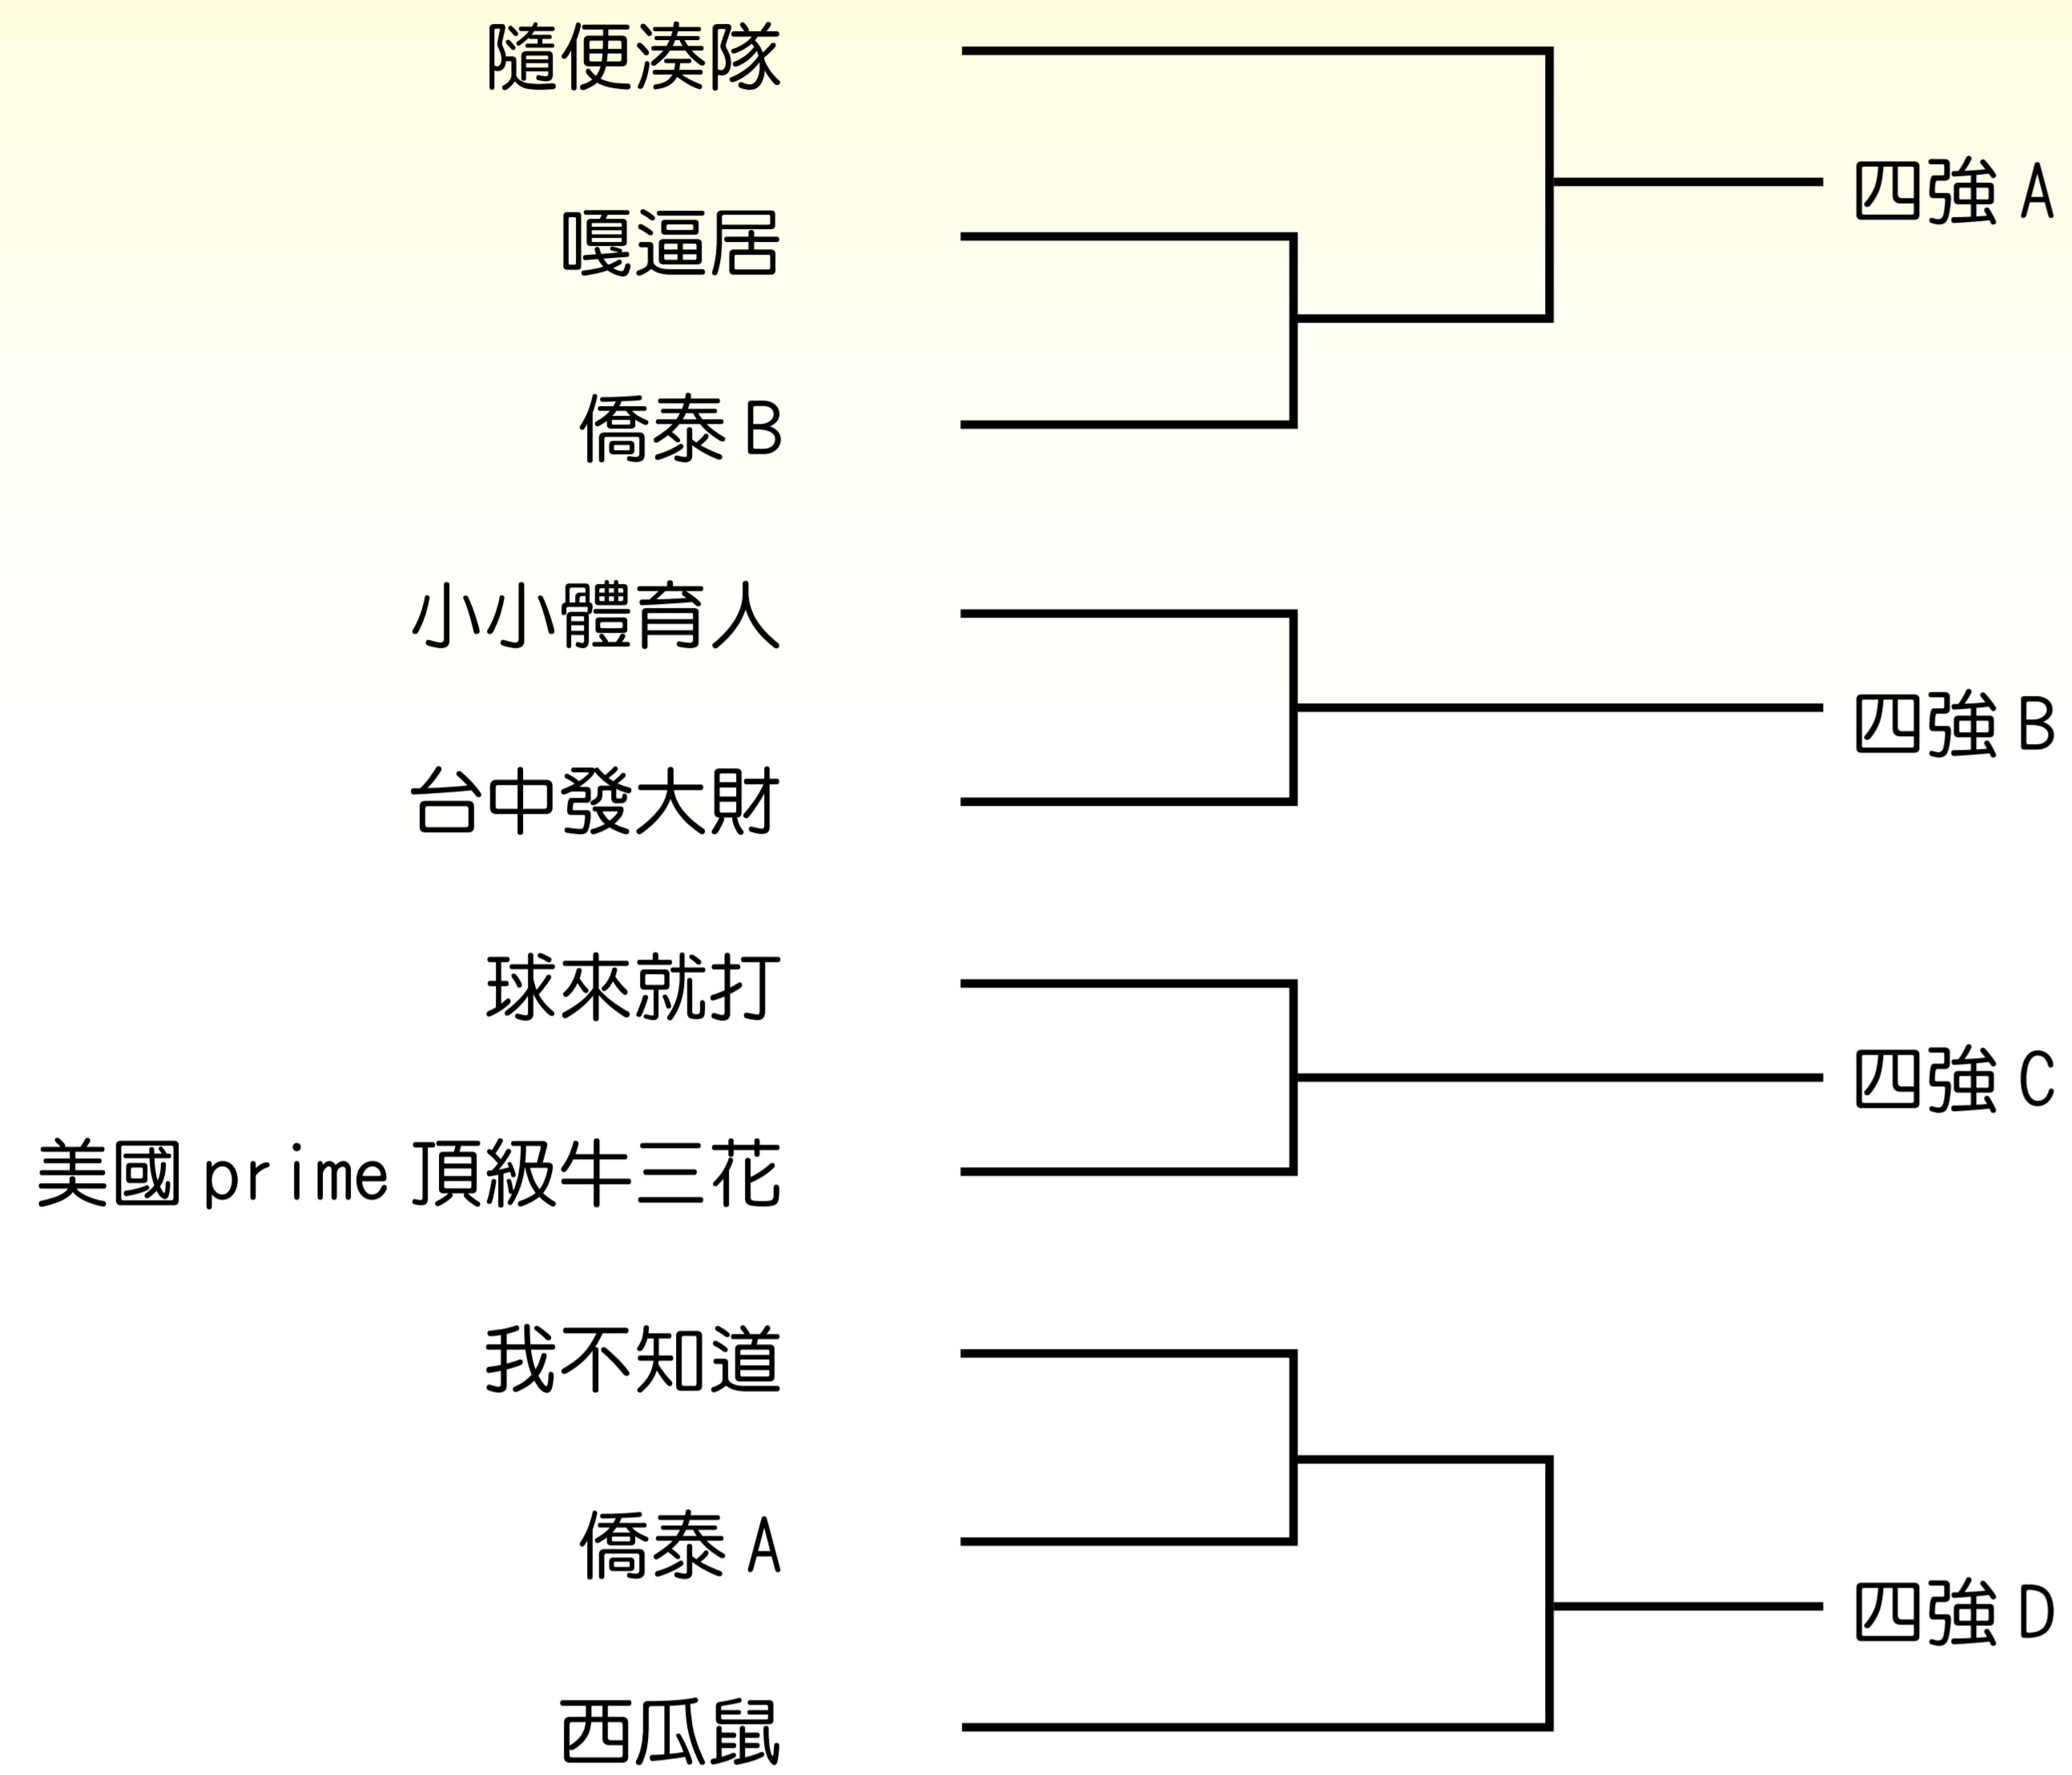 隨便湊隊
四強 A
嘎逼居
僑泰 B
小小體育人
四強 B
台中發大財
球來就打
四強 C
美國 prime 頂級牛三花
我不知道
僑泰 A
四強 D
西瓜鼠